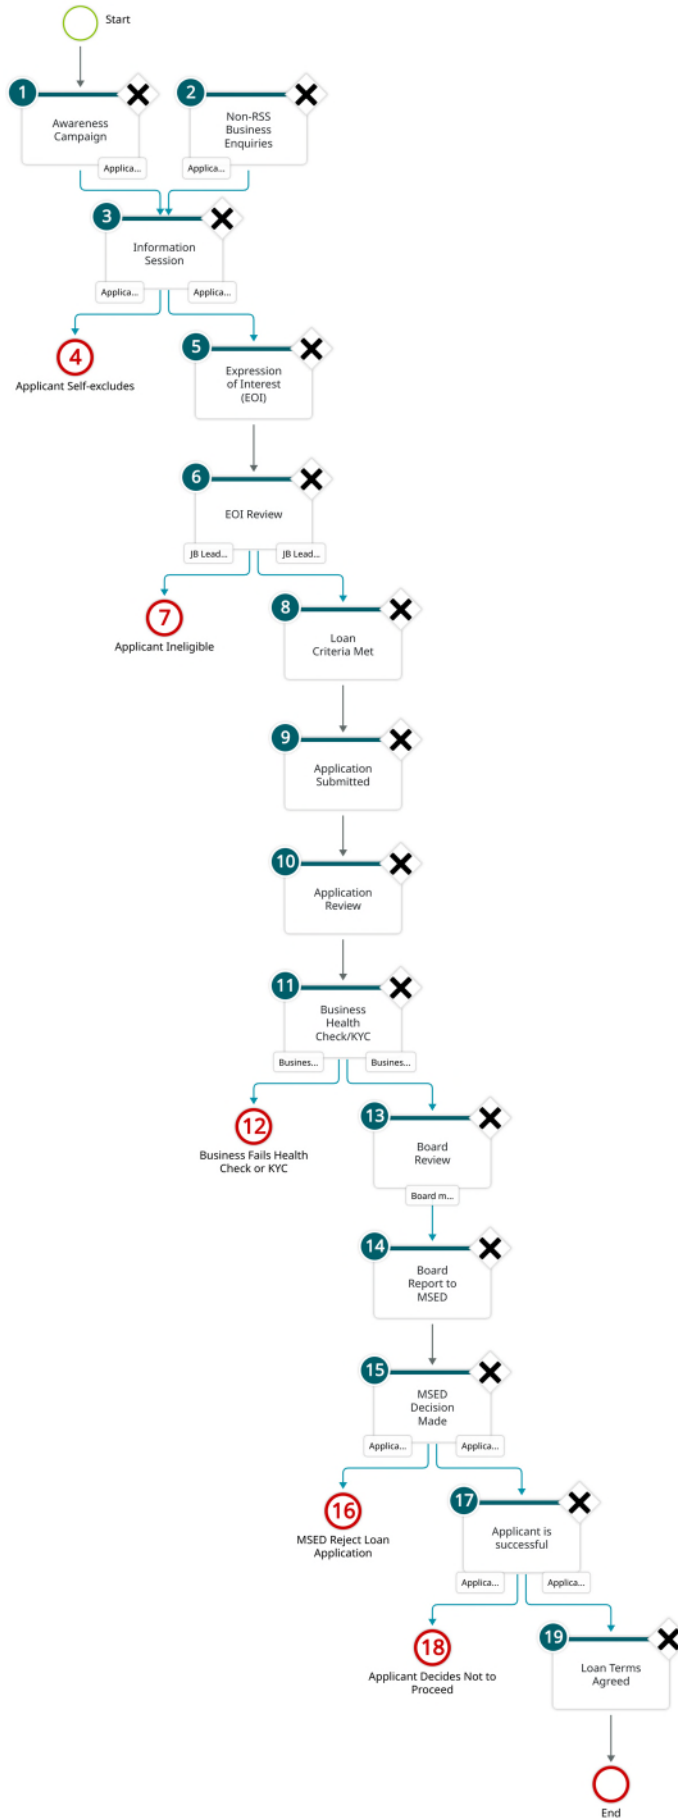 Start
1
2
Awareness
Campaign
Non-RSS
Business
Enquiries
Applica...
Applica...
3
Information
Session
Applica...
Applica...
4
Applicant Self-excludes
5
Expression
of Interest
(EOI)
6
EOI Review
JB Lead...
JB Lead...
7
Applicant Ineligible
8
Loan
Criteria Met
9
Application
Submitted
10
Application
Review
11
Business
Health
Check/KYC
Busines...
Busines...
12
Business Fails Health
Check or KYC
13
Board
Review
Board m...
14
Board
Report to
MSED
15
MSED
Decision
Made
Applica...
Applica...
16
MSED Reject Loan
Application
17
Applicant is
successful
Applica...
Applica...
18
Applicant Decides Not to
Proceed
19
Loan Terms
Agreed
End